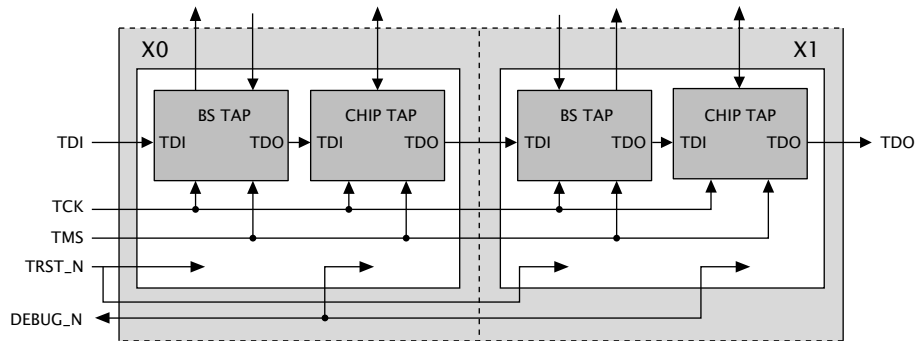 X0
X1
BS TAP
CHIP TAP
BS TAP
CHIP TAP
TDI
TDI
TDO
TDI
TDO
TDI
TDO
TDI
TDO
TDO
TCK
TMS
TRST_N
DEBUG_N